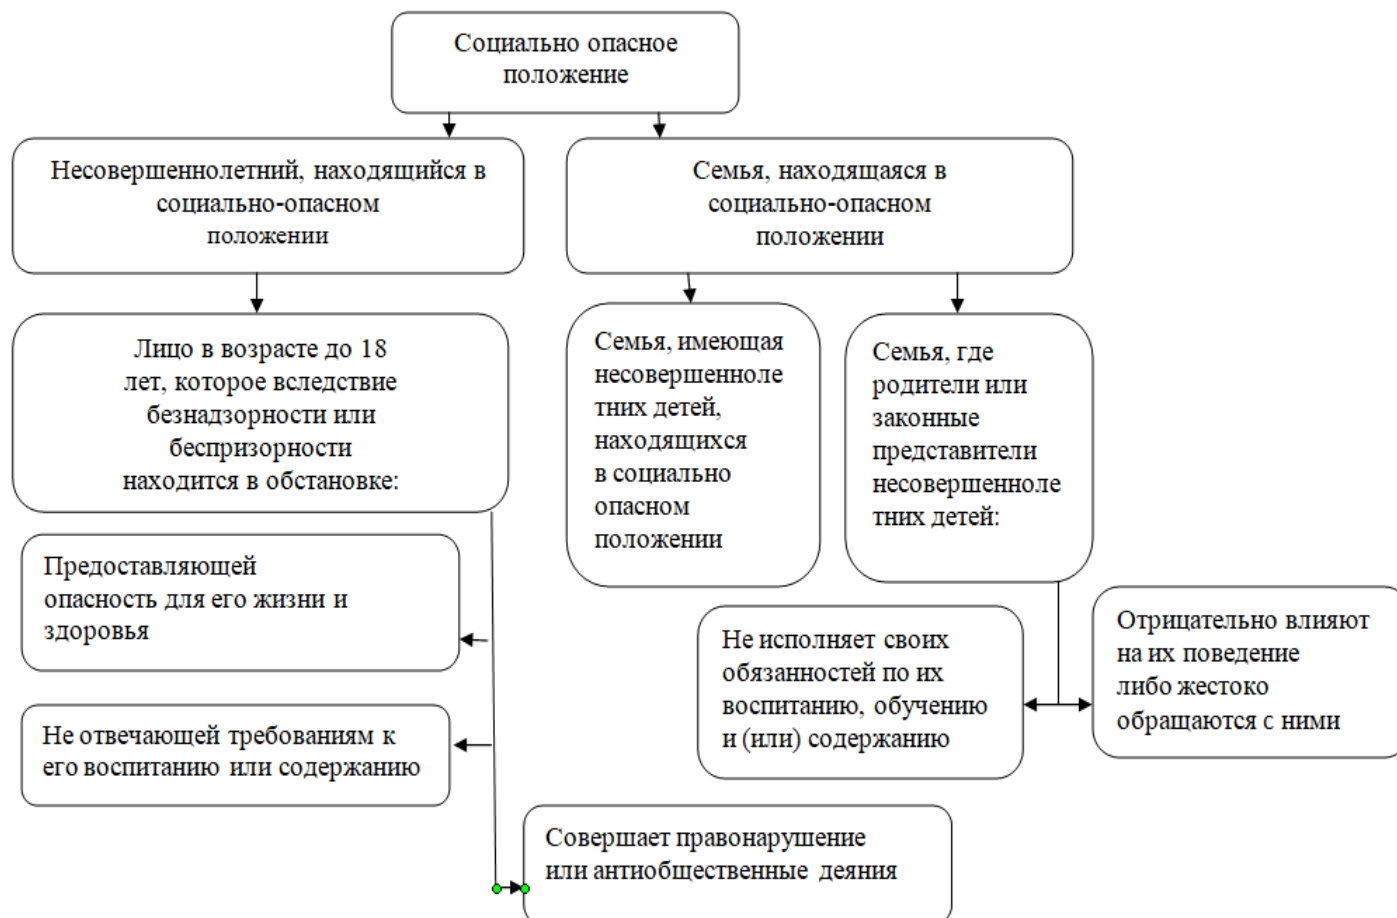 Социально опасное
положение
Несовершеннолетний, находящийся в
социально-опасном
положении
Семья, находящаяся в
социально-опасном
положении
Лицо в возрасте до 18
лет, которое вследствие
безнадзорности или
беспризорности
находится в обстановке:
Семья, имеющая
несовершенноле
тних детей,
находящихся
в социально
опасном
положении
Семья, где
родители или
законные
представители
несовершенноле
тних детей:
Предоставляющей
опасность для его жизни и
здоровья
Не исполняет своих
обязанностей по их
воспитанию, обучению
и (или) содержанию
Отрицательно влияют
на их поведение
либо жестоко
обращаются с ними
Не отвечающей требованиям к
его воспитанию или содержанию
Совершает правонарушение
или антиобщественные деяния